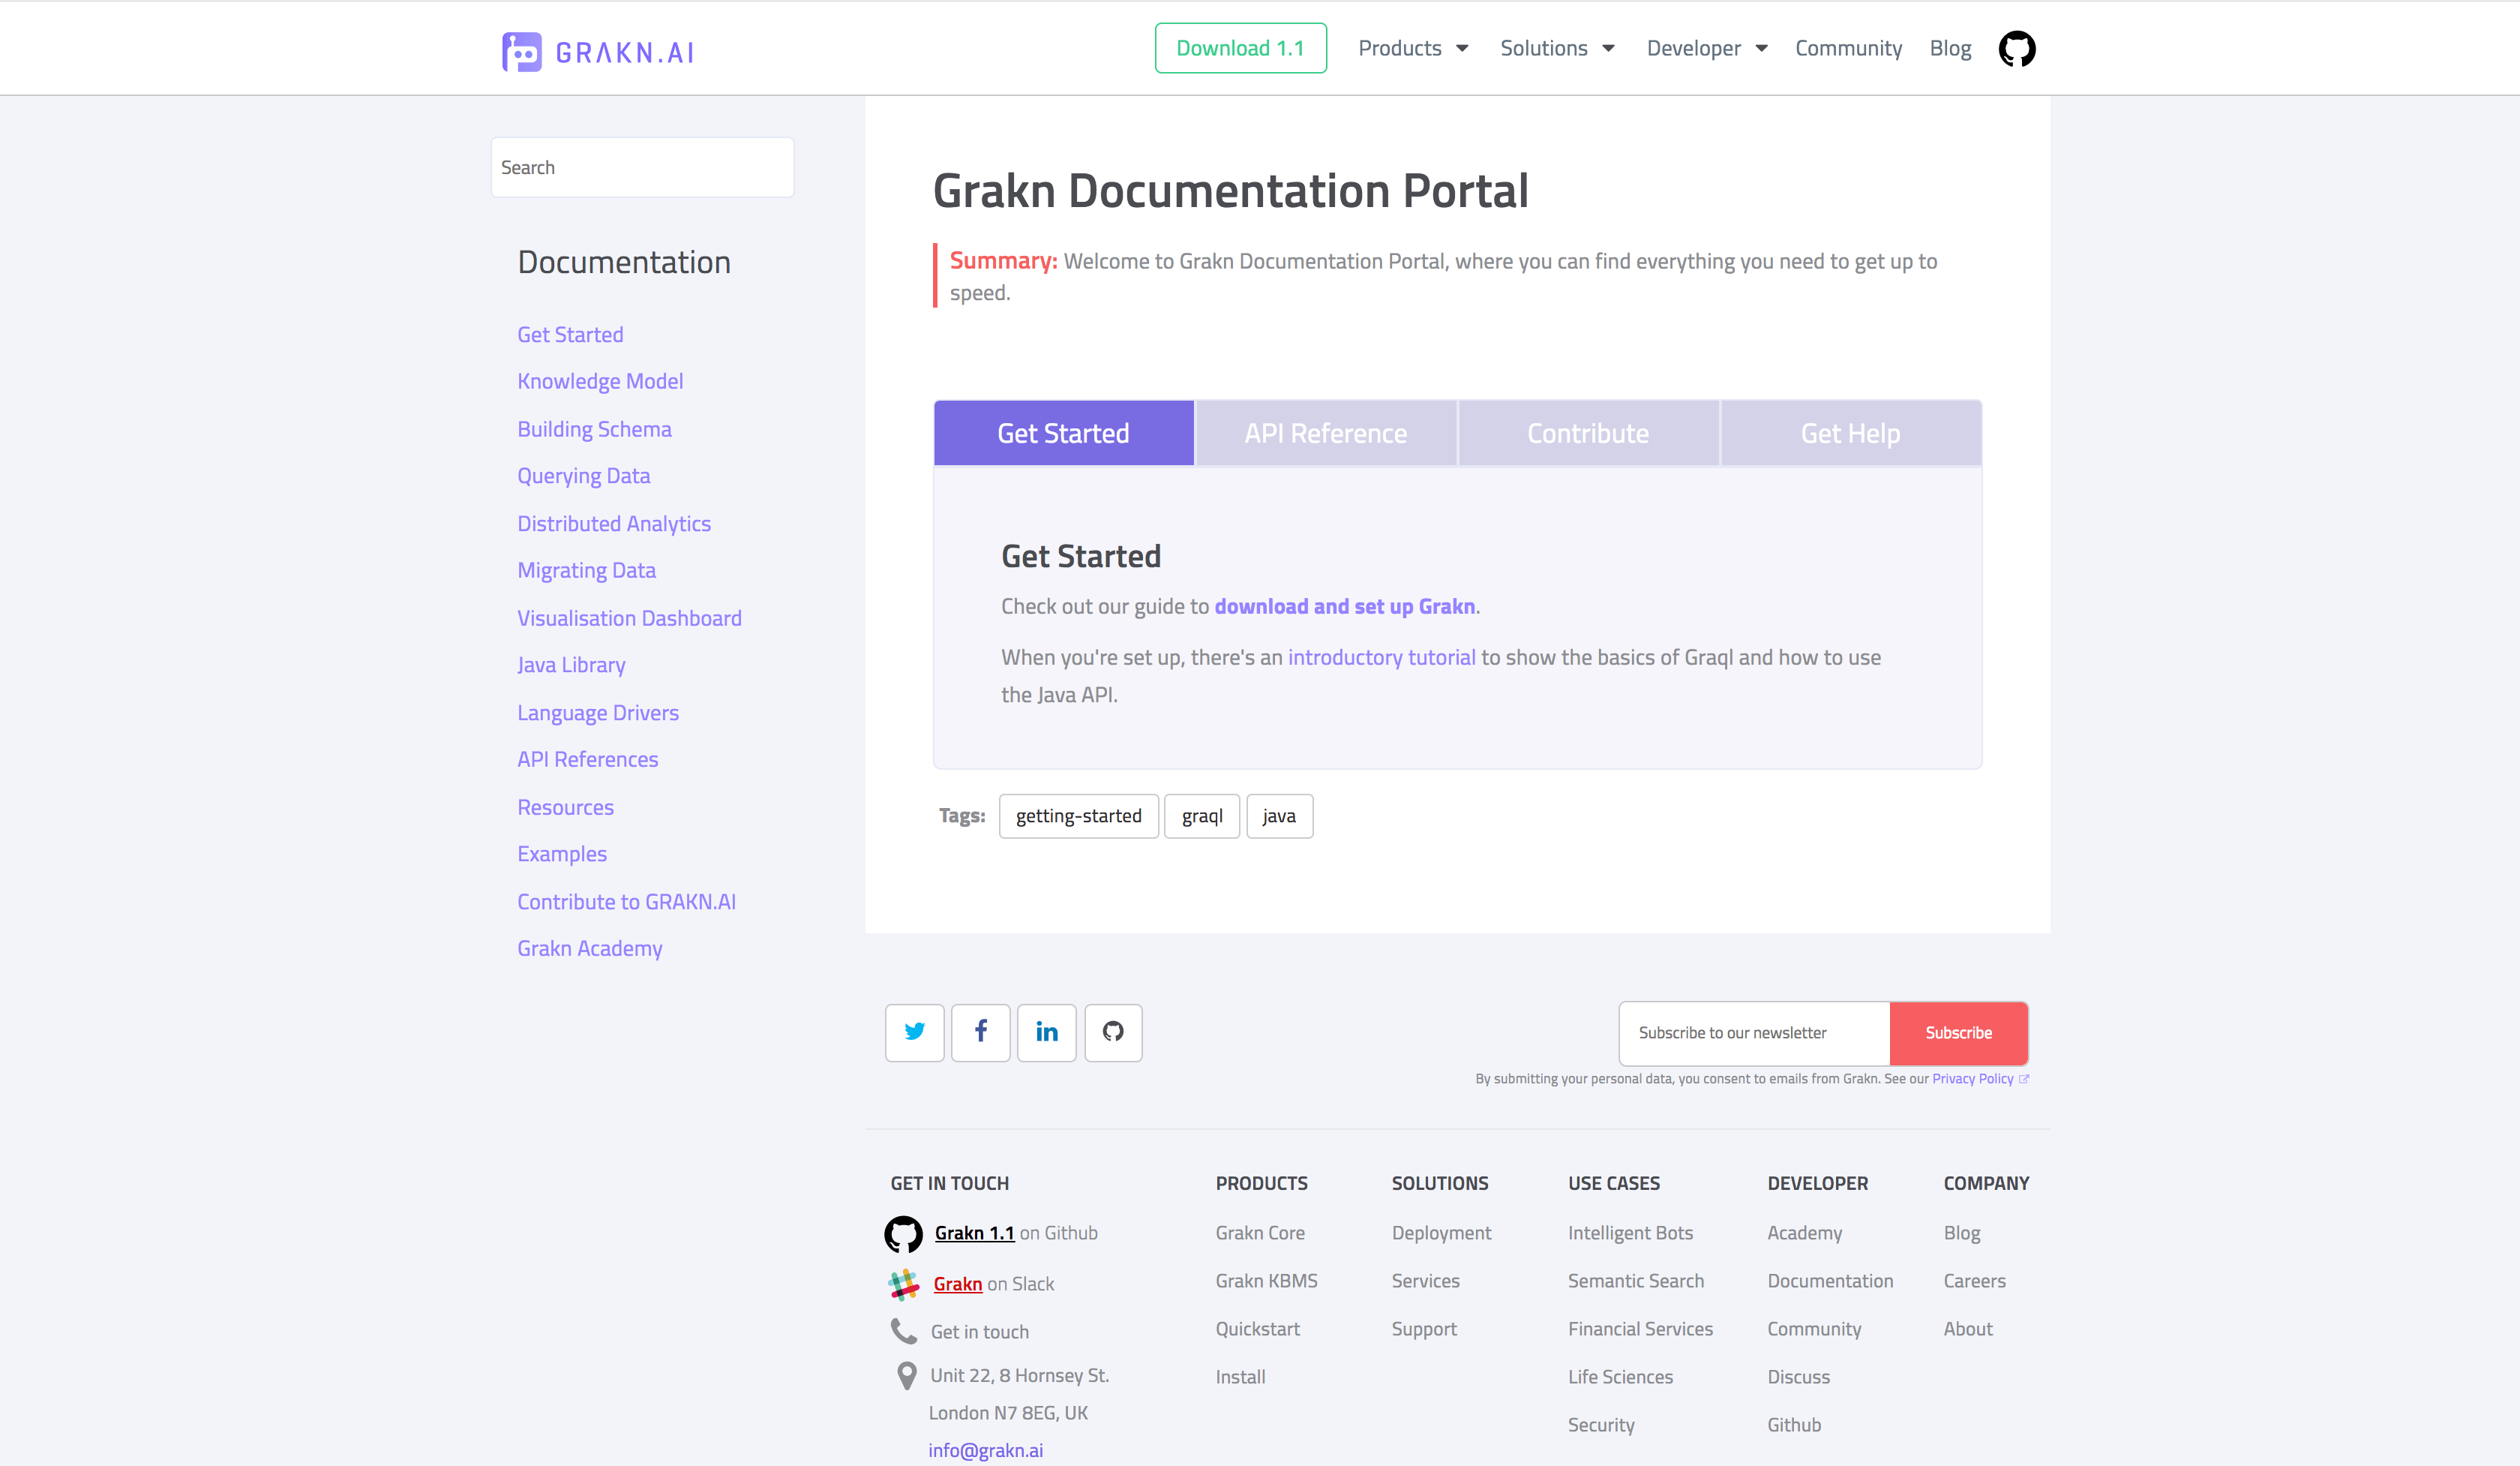 GRAKN.AI
Download 1.1
Products
Solutions
Developer
Community
Blog
Search
Documentation
Get Started
Knowledge Model
Building Schema
Querying Data
Distributed Analytics
Migrating Data
Visualisation Dashboard
Java Library
Language Drivers
API References
Resources
Examples
Contribute to GRAKN.AI
Grakn Academy
Grakn Documentation Portal
Summary: Welcome to Grakn Documentation Portal, where you can find everything you need to get up to
speed.
Get Started
API Reference
Contribute
Get Help
Get Started
Check out our guide to download and set up Grakn.
When you're set up, there's an introductory tutorial to show the basics of Graql and how to use
the Java API.
Tags: getting-started graql java
Subscribe to our newsletter
Subscribe
By submitting your personal data, you consent to emails from Grakn. See our Privacy Policy
GET IN TOUCH
Grakn 1.1 on Github
Grakn on Slack
Get in touch
Unit 22, 8 Hornsey St.
London N7 8EG, UK
info@grakn.ai
PRODUCTS
Grakn Core
Grakn KBMS
Quickstart
Install
SOLUTIONS
Deployment
Services
Support
USE CASES
Intelligent Bots
Semantic Search
Financial Services
Life Sciences
Security
DEVELOPER
Academy
Documentation
Community
Discuss
Github
COMPANY
Blog
Careers
About